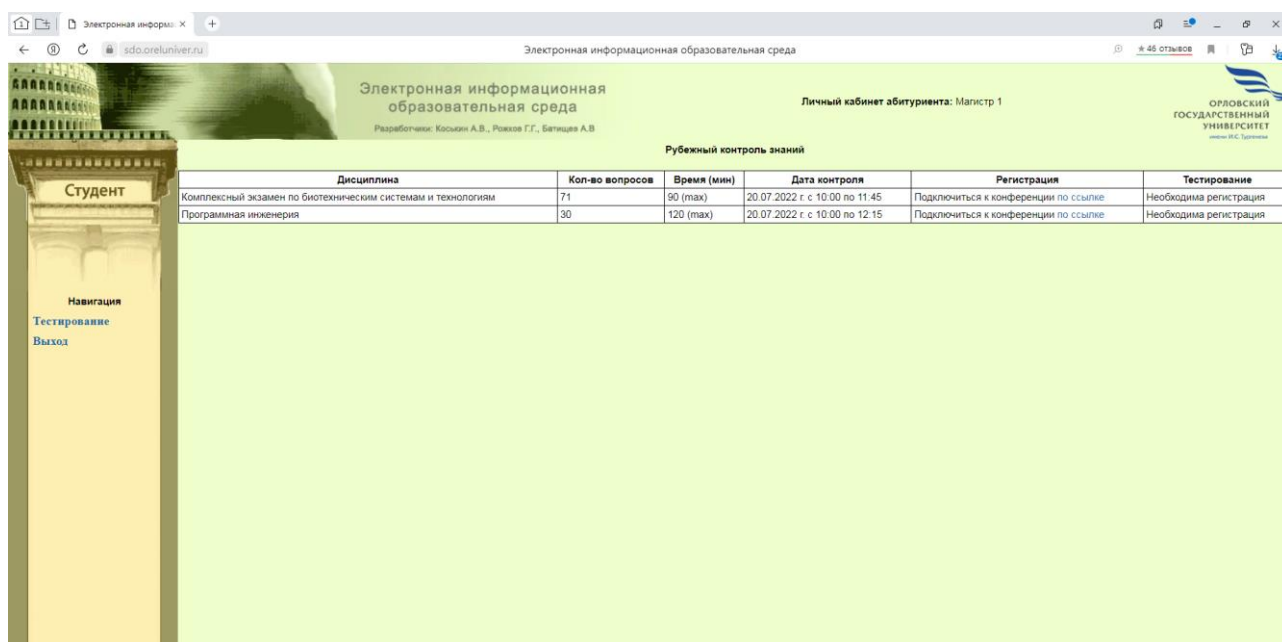 Электронная информа
sdo.oreluniver.ru
Электронная информационная образовательная среда
★ 46 отзывов
Электронная информационная
образовательная среда
Разработчики: Коськин А.В., Рожков Г.Г., Батищев А.В
Личный кабинет абитуриента: Магистр 1
ОРЛОВСКИЙ
ГОСУДАРСТВЕННЫЙ
УНИВЕРСИТЕТ
имени И.С. Тургенева
Рубежный контроль знаний
Дисциплина Кол-во вопросов Время (мин) Дата контроля Регистрация Тестирование
Комплексный экзамен по биотехническим системам и технологиям 71 90 (max) 20.07.2022 г. с 10:00 по 11:45 Подключиться к конференции по ссылке Необходима регистрация
Программная инженерия 30 120 (max) 20.07.2022 г. с 10:00 по 12:15 Подключиться к конференции по ссылке Необходима регистрация
Студент
Навигация
Тестирование
Выход